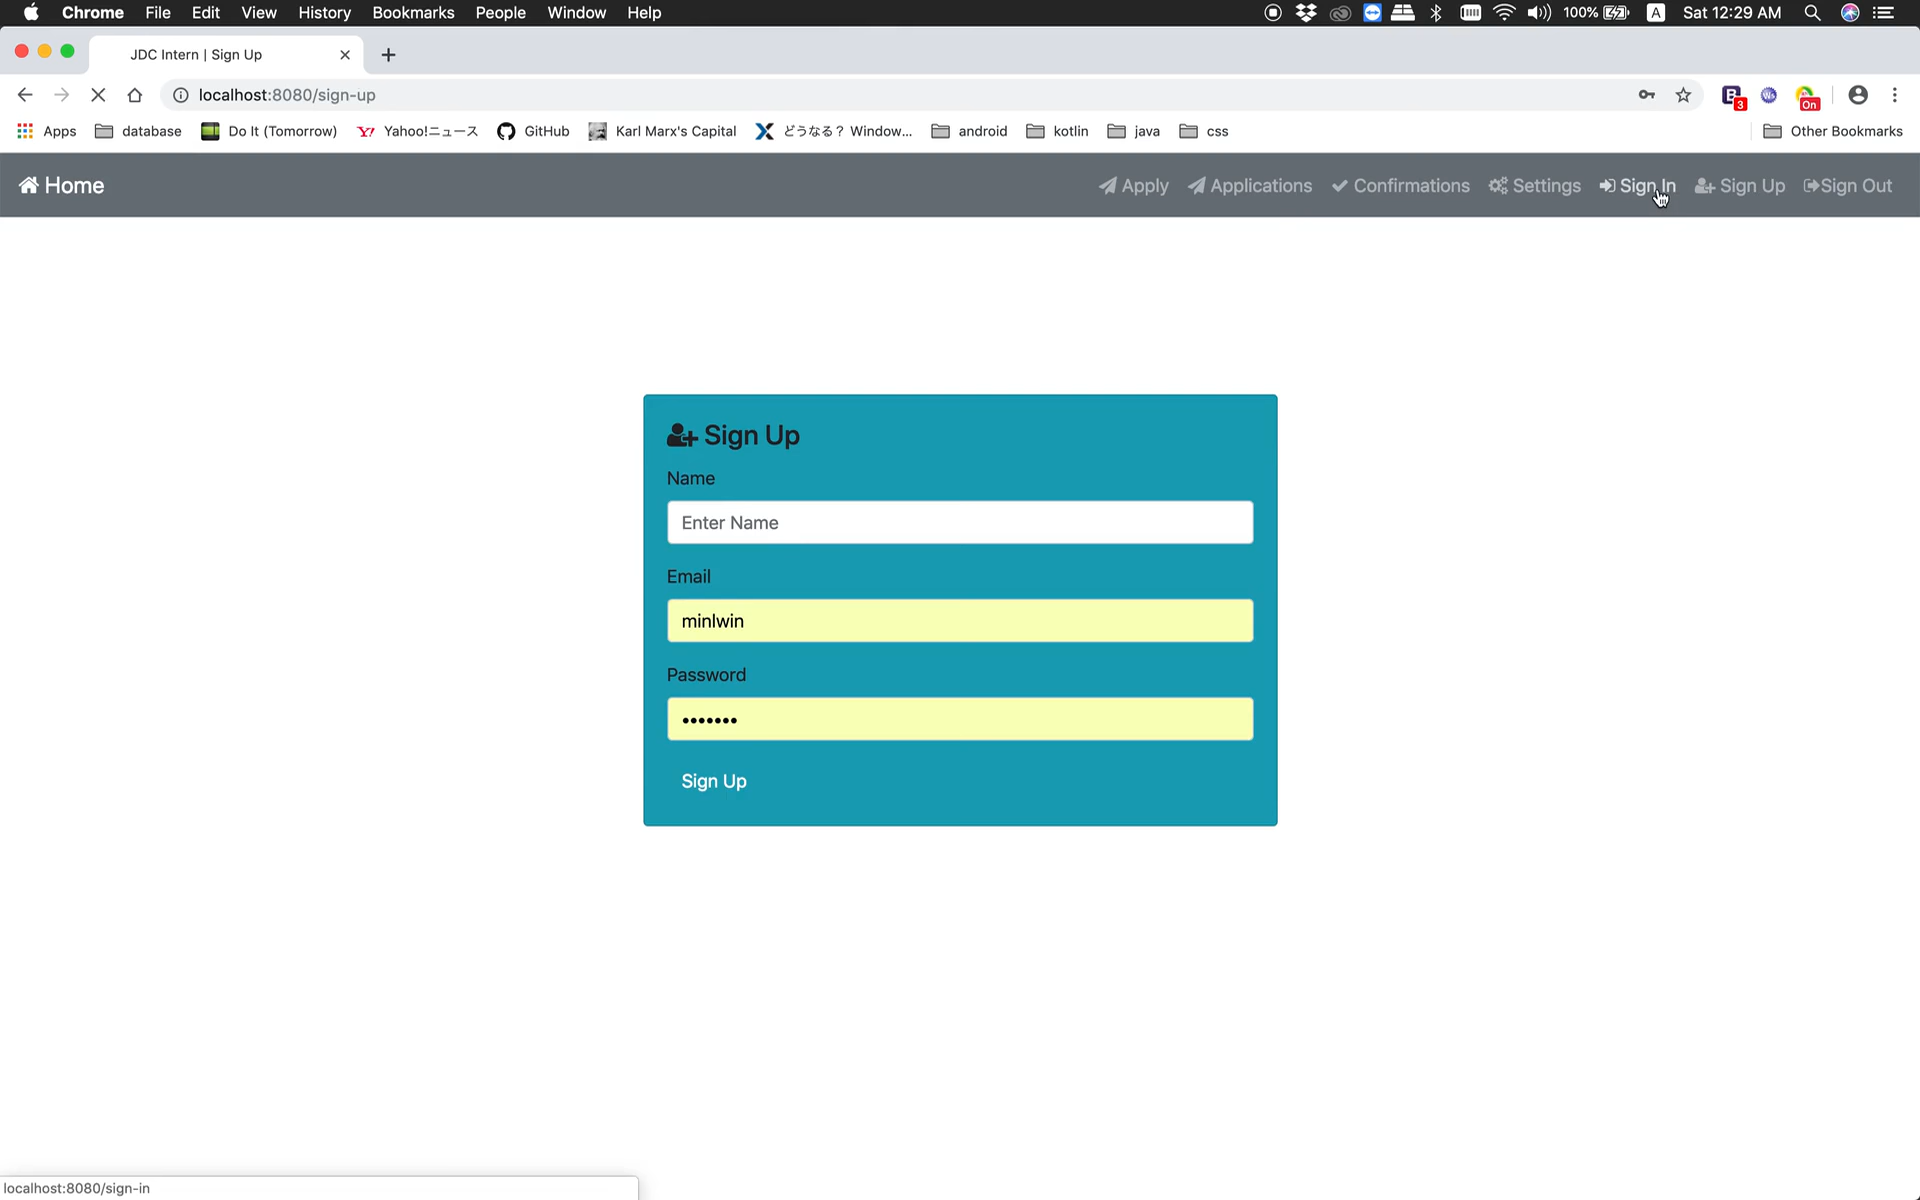 Chrome File Edit View History Bookmarks People Window Help 100% A Sat 12:29 AM
JDC Intern | Sign Up
localhost:8080/sign-up 3 Ws On
Apps database Do It (Tomorrow) Y! Yahoo!ニュース GitHub Karl Marx's Capital どうなる？ Window... android kotlin java css Other Bookmarks
Home Apply Applications Confirmations Settings Sign In Sign Up Sign Out
Sign Up
Name
Enter Name
Email
minlwin
Password
•••••••
Sign Up
localhost:8080/sign-in